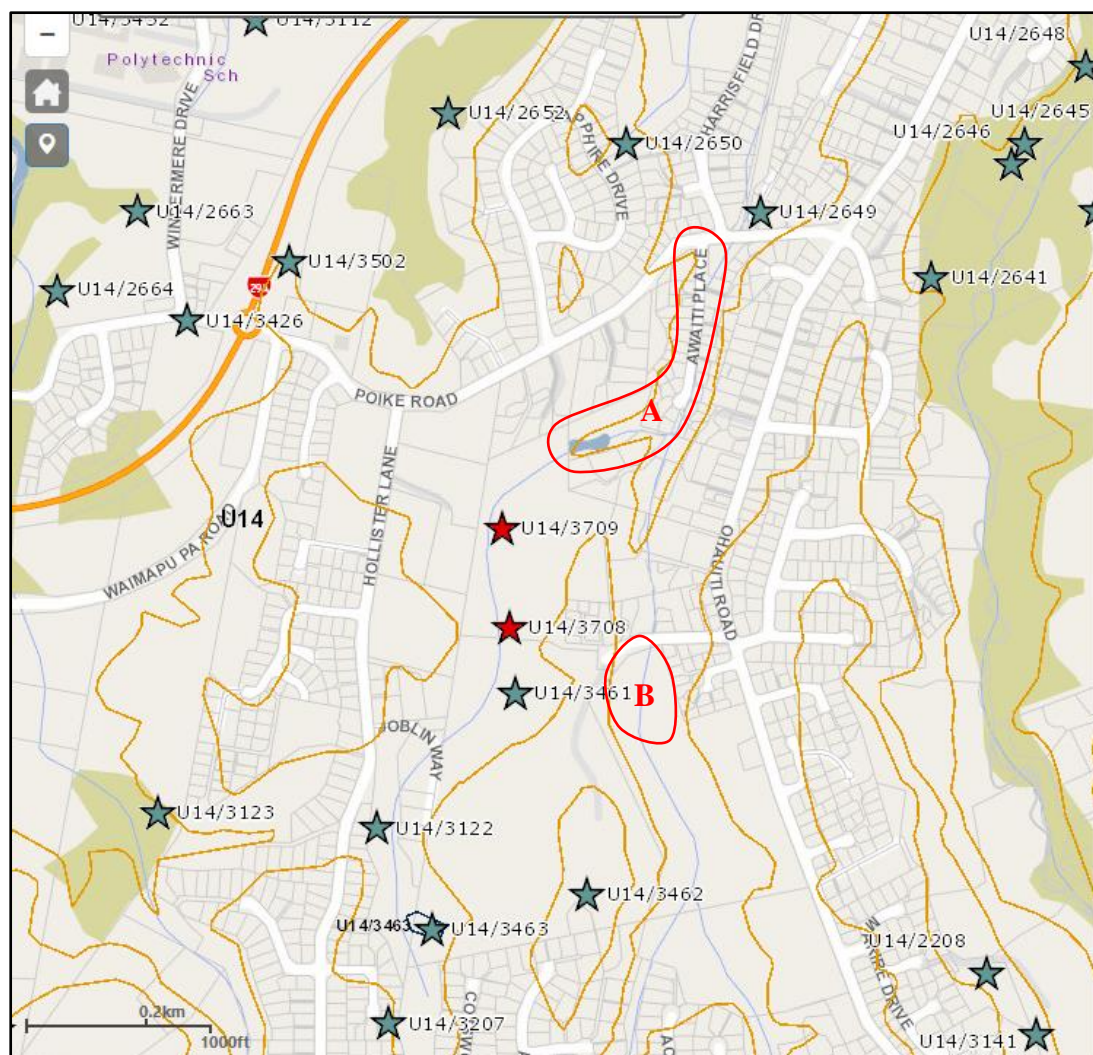 U14/3112
U14/2648
Polytechnic
Sch
HARRISFIELD DR
U14/2652
U14/2645
U14/2646
U14/2650
WINDERMERE DRIVE
U14/2663
U14/2649
U14/3502
U14/2641
U14/2664
U14/3426
AWAITI PLACE
POIKE ROAD
A
HOLLISTER LANE
U14
WAIMAPU PA ROAD
U14/3709
OHAUITI ROAD
U14/3708
U14/3461
B
JOBLIN WAY
U14/3123
U14/3122
U14/3462
U14/3463
U14/3463
U14/2208
0.2km
1000ft
U14/3207
U14/3141